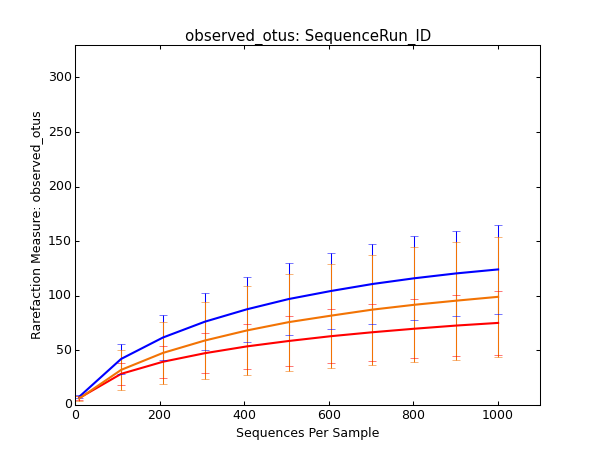 observed_otus: SequenceRun_ID
300
250
200
150
100
50
0
Rarefaction Measure: observed_otus
0 200 400 600 800 1000
Sequences Per Sample